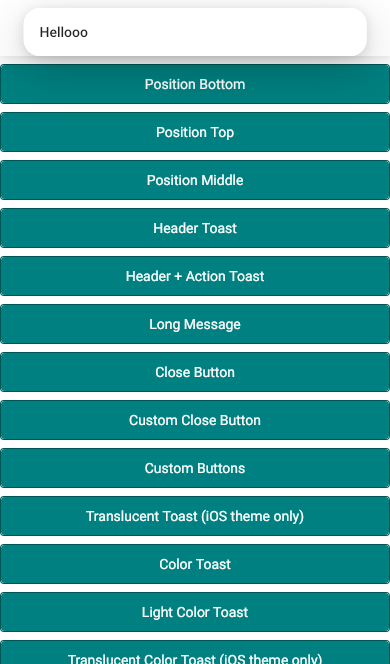 Hellooo
Position Bottom
Position Top
Position Middle
Header Toast
Header + Action Toast
Long Message
Close Button
Custom Close Button
Custom Buttons
Translucent Toast (iOS theme only)
Color Toast
Light Color Toast
Translucent Color Toast (iOS theme only)